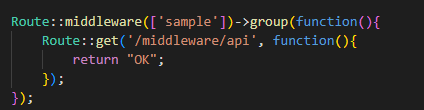 Route::middleware(['sample'])->group(function(){
    Route::get('/middleware/api', function(){
        return "OK";
    });
});